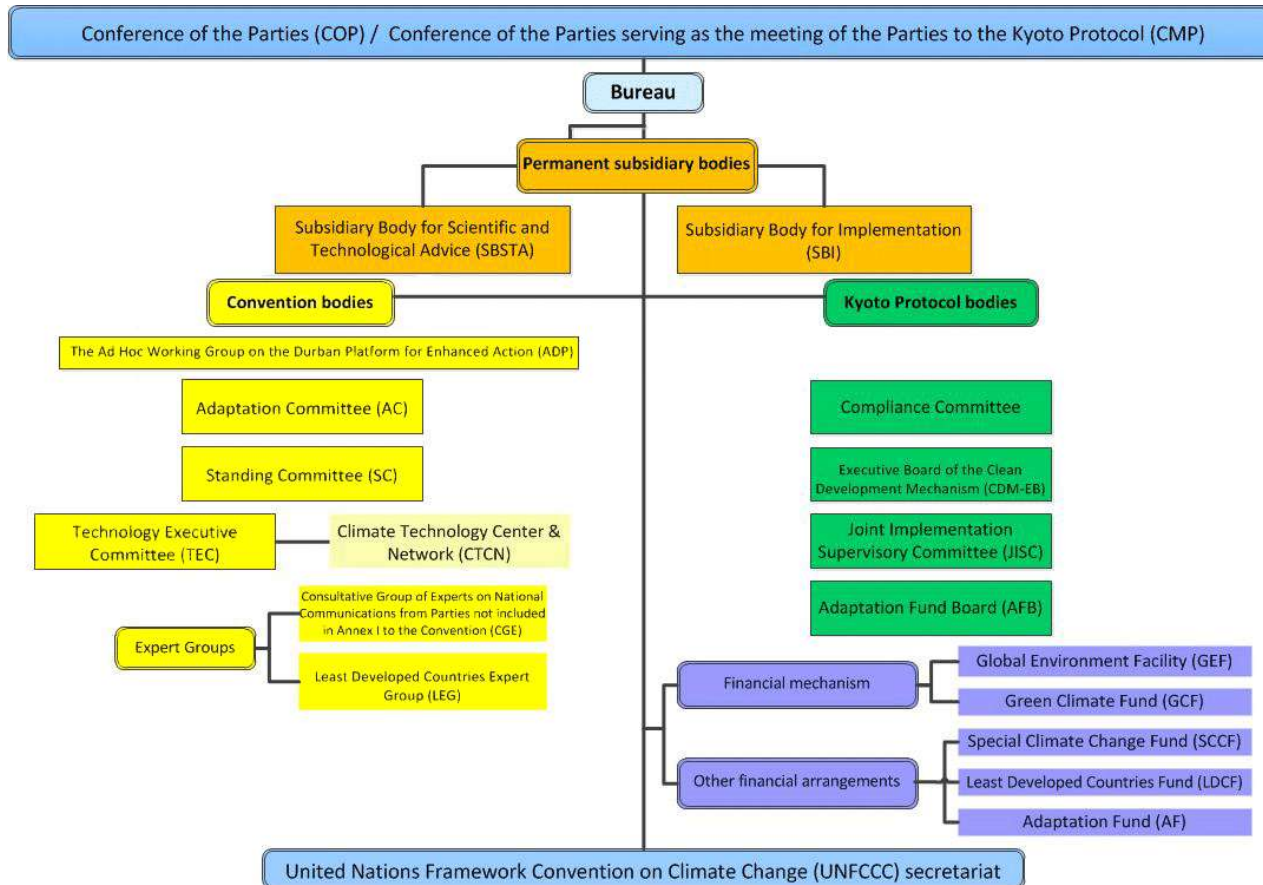 Conference of the Parties (COP) / Conference of the Parties serving as the meeting of the Parties to the Kyoto Protocol (CMP)
Bureau
Permanent subsidiary bodies
Subsidiary Body for Scientific and
Technological Advice (SBSTA)
Subsidiary Body for Implementation
(SBI)
Convention bodies
Kyoto Protocol bodies
The Ad Hoc Working Group on the Durban Platform for Enhanced Action (ADP)
Adaptation Committee (AC)
Compliance Committee
Standing Committee (SC)
Executive Board of the Clean
Development Mechanism (CDM-EB)
Technology Executive
Committee (TEC)
Climate Technology Center &
Network (CTCN)
Joint Implementation
Supervisory Committee (JISC)
Consultative Group of Experts on National
Communications from Parties not included
in Annex I to the Convention (CGE)
Adaptation Fund Board (AFB)
Expert Groups
Least Developed Countries Expert
Group (LEG)
Financial mechanism
Global Environment Facility (GEF)
Green Climate Fund (GCF)
Other financial arrangements
Special Climate Change Fund (SCCF)
Least Developed Countries Fund (LDCF)
Adaptation Fund (AF)
United Nations Framework Convention on Climate Change (UNFCCC) secretariat